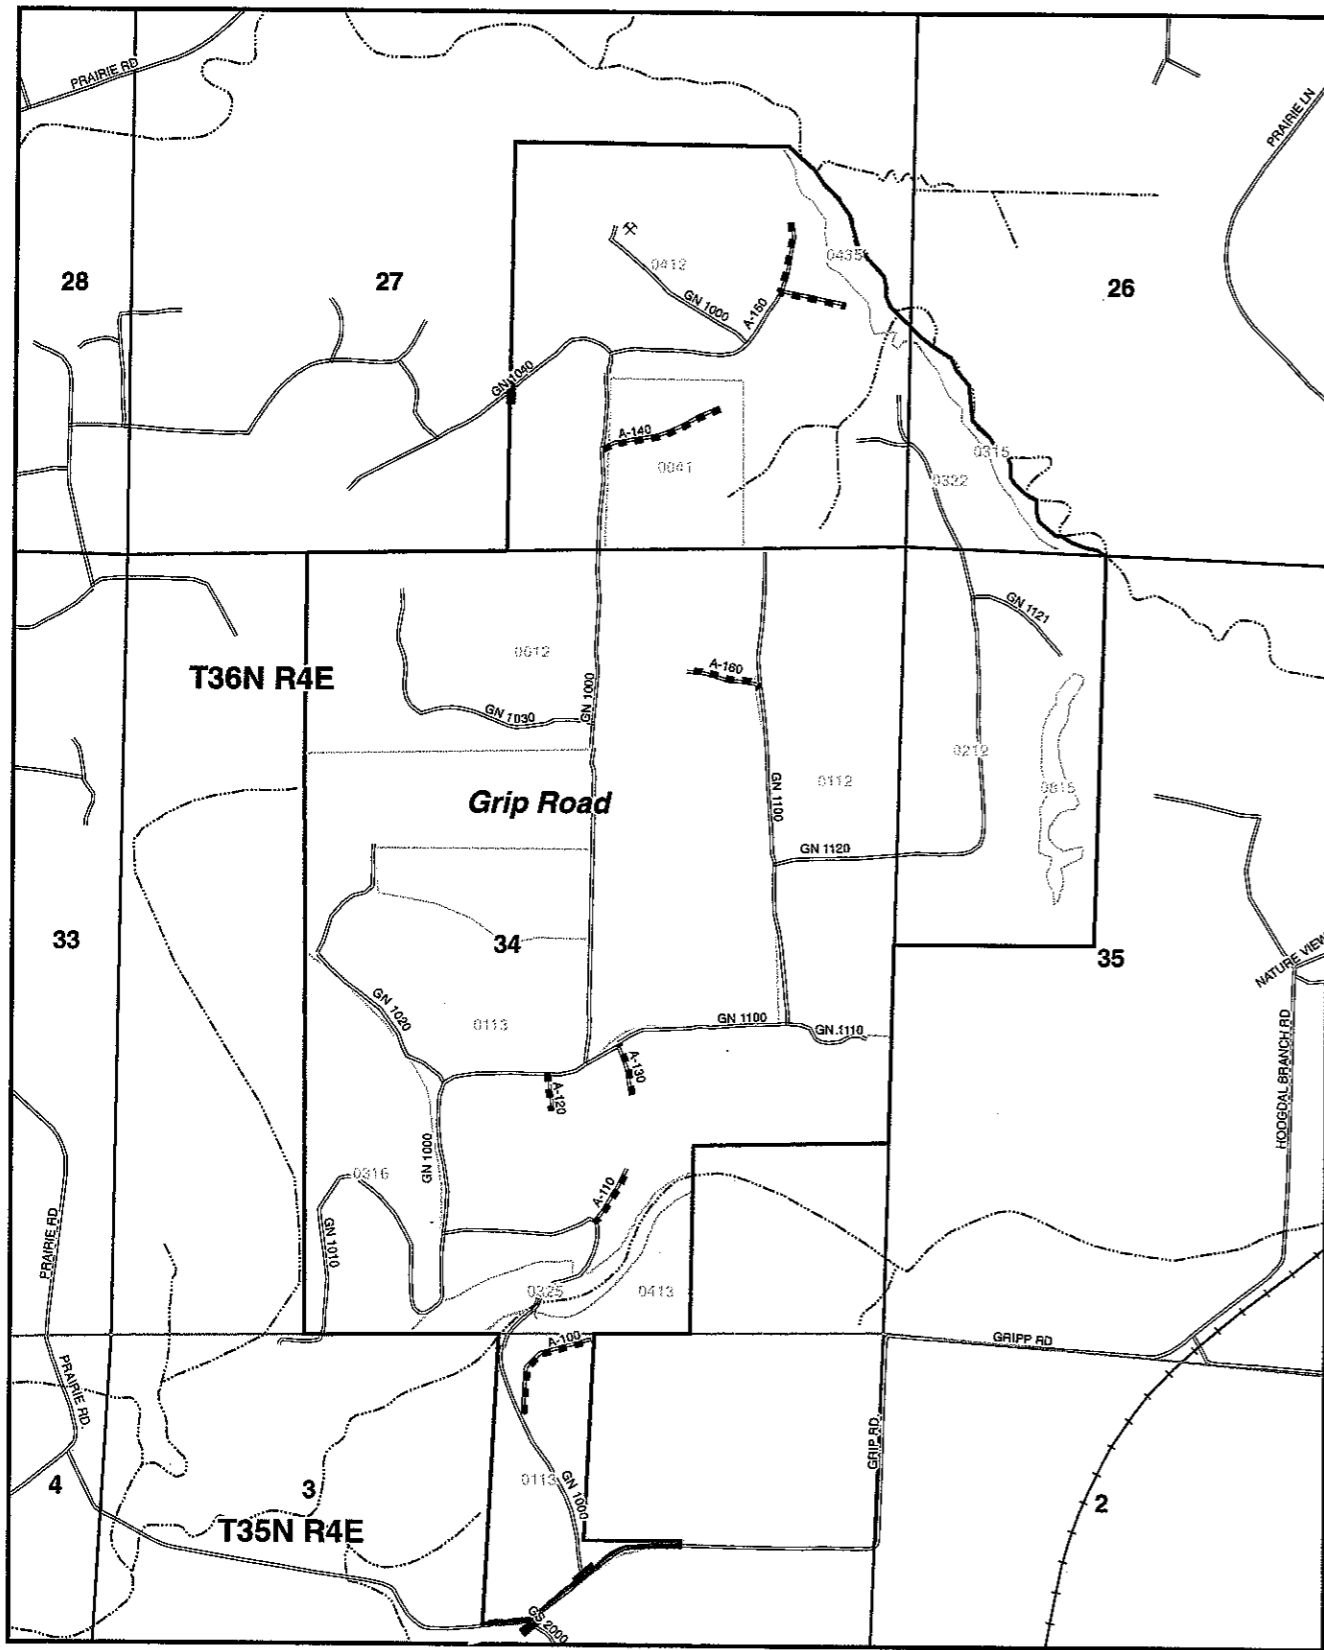 PRAIRIE RD
PRAIRIE LN
28
27
26
0412
0435
GN 1000
A-150
GN 1040
A-140
0041
0315
0322
GN 1121
0012
T36N R4E
A-160
GN 1030
GN 1000
0212
0112
0815
Grip Road
GN 1100
GN 1120
33
34
35
NATURE VIEW
GN 1020
0113
GN 1100
GN 1110
A-130
A-120
HOOGDAL BRANCH RD
GN 1000
0316
A-110
PRAIRIE RD
GN 1010
0325
0413
A-100
GRIPP RD
PRAIRIE RD
GRIP RD
4
3
0113
GN 1000
2
T35N R4E
GS 2000